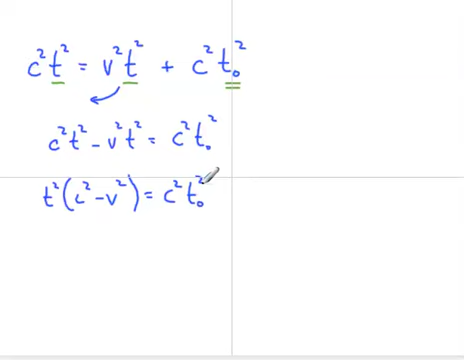 c²t² = v²t² + c²t₀²
c²t² - v²t² = c²t₀²
t²(c² - v²) = c²t₀²